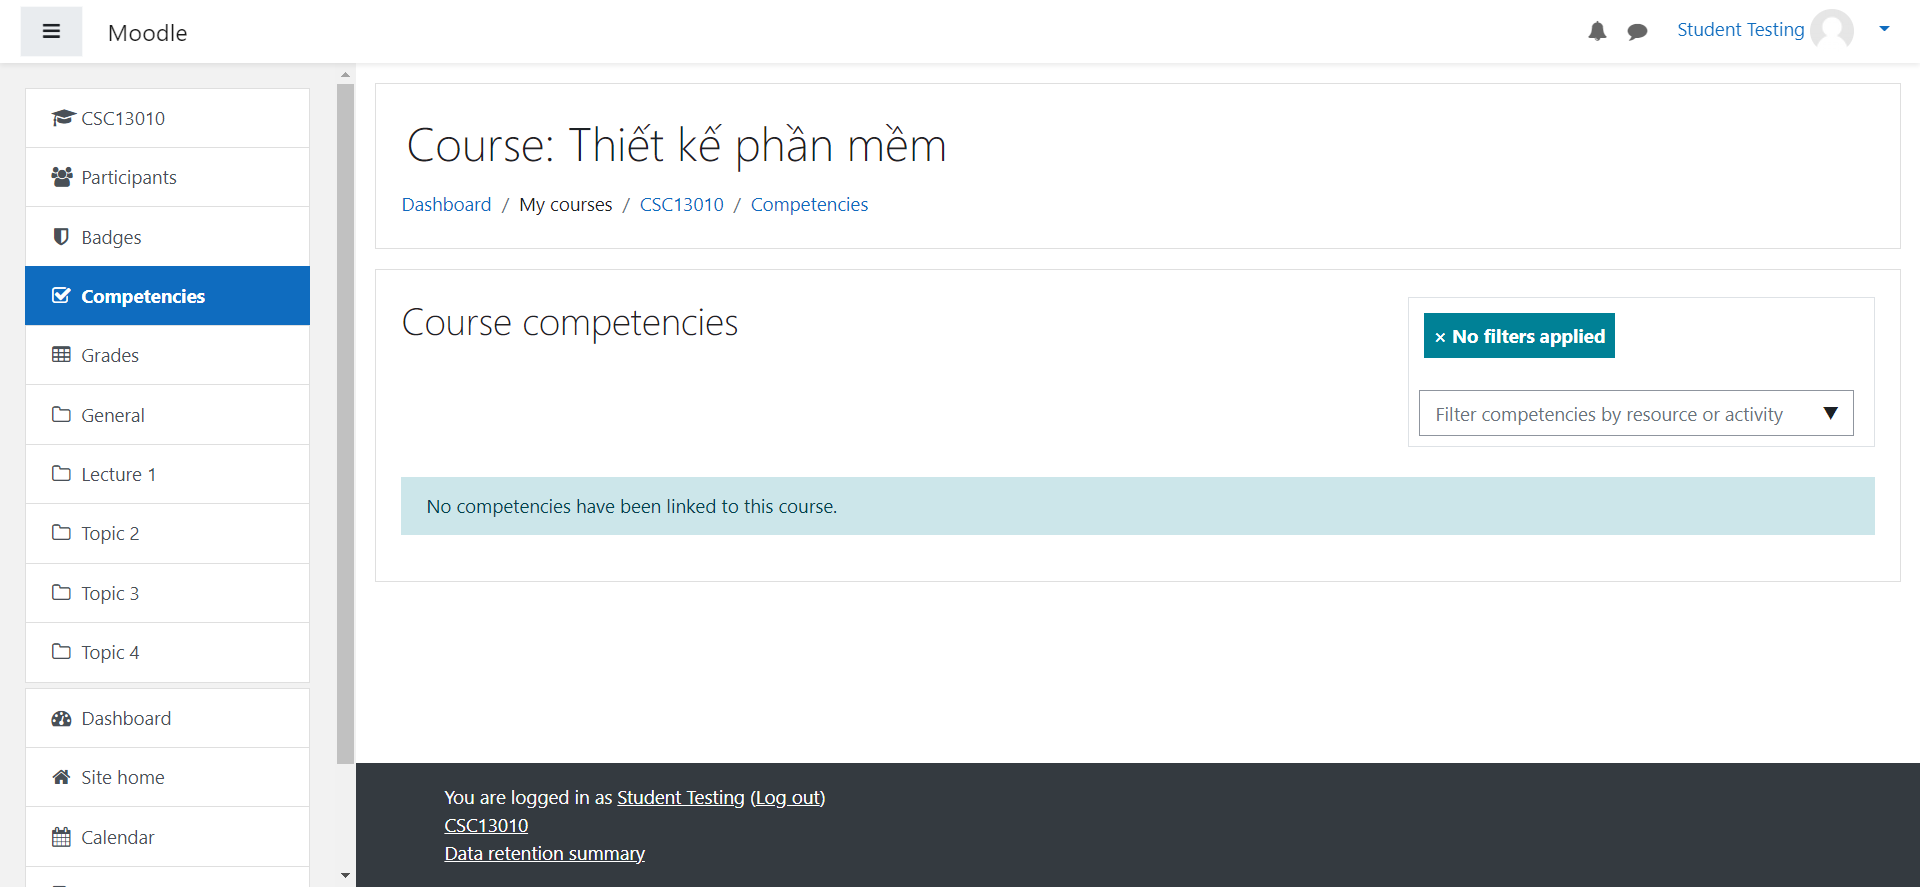 Moodle
Student Testing
CSC13010
Participants
Badges
Competencies
Grades
General
Lecture 1
Topic 2
Topic 3
Topic 4
Dashboard
Site home
Calendar
Course: Thiết kế phần mềm
Dashboard / My courses / CSC13010 / Competencies
Course competencies
× No filters applied
Filter competencies by resource or activity
No competencies have been linked to this course.
You are logged in as Student Testing (Log out)
CSC13010
Data retention summary